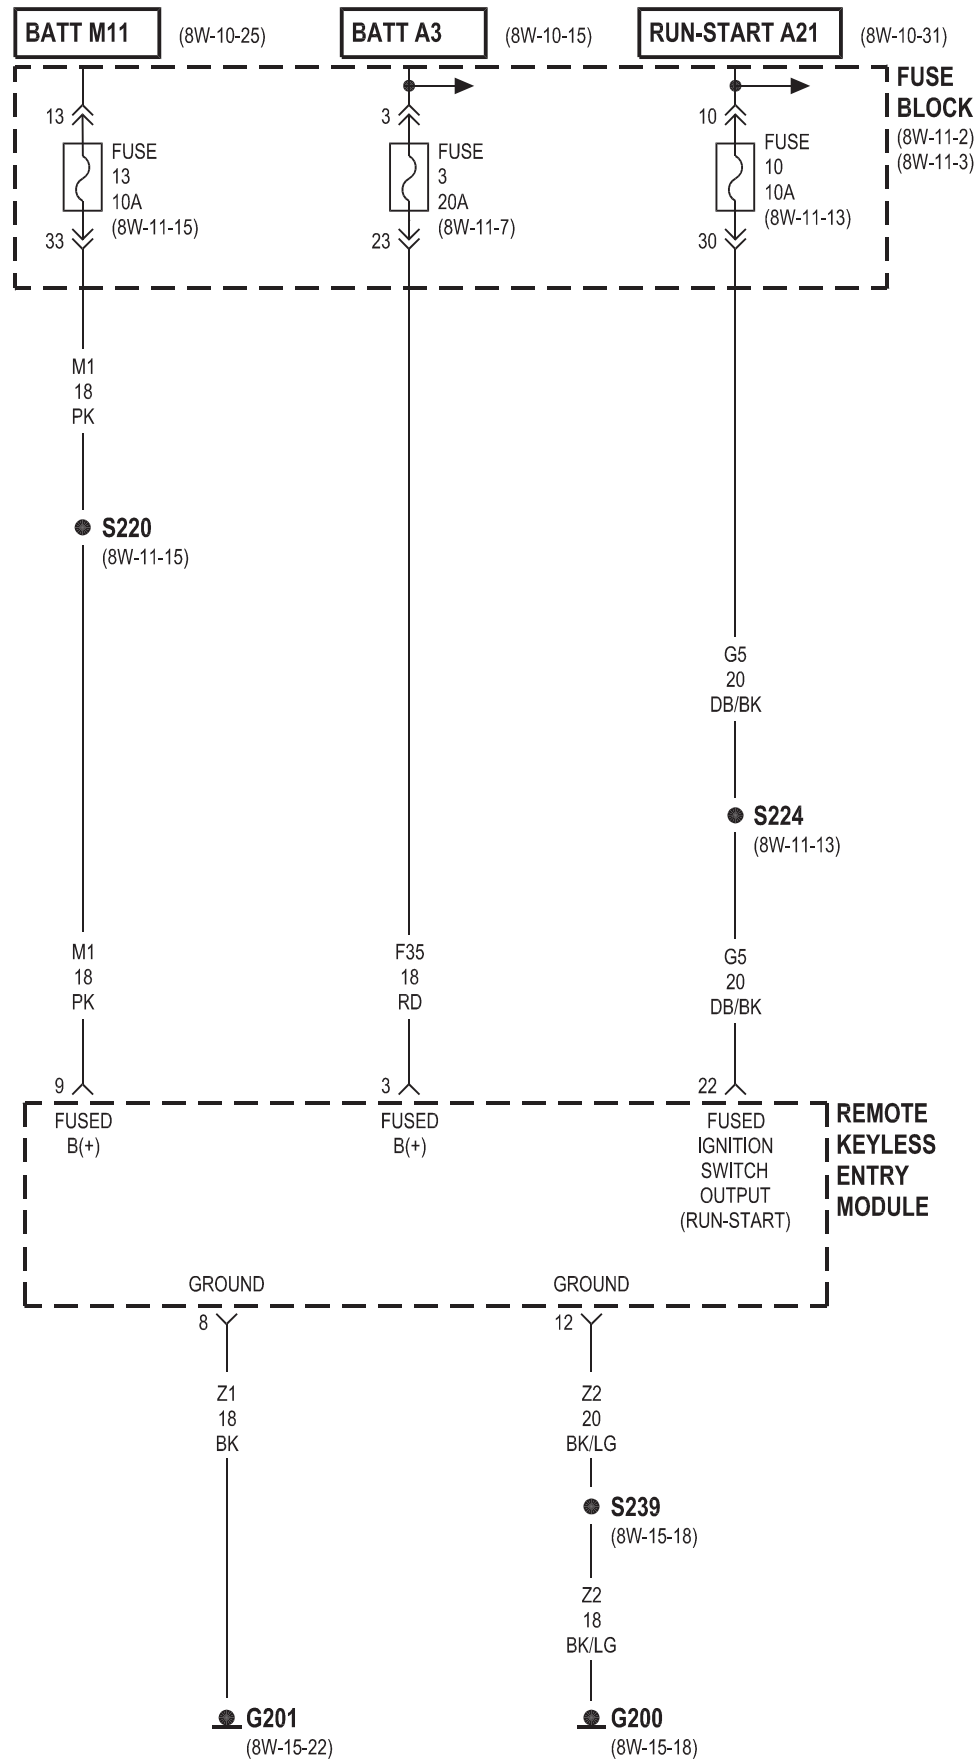 BATT M11 (8W-10-25) BATT A3 (8W-10-15) RUN-START A21 (8W-10-31)
FUSE
BLOCK
(8W-11-2)
(8W-11-3)
13
FUSE
13
10A
(8W-11-15)
33
3
FUSE
3
20A
(8W-11-7)
23
10
FUSE
10
10A
(8W-11-13)
30
M1
18
PK
S220
(8W-11-15)
G5
20
DB/BK
S224
(8W-11-13)
M1
18
PK
F35
18
RD
G5
20
DB/BK
9
FUSED
B(+)
3
FUSED
B(+)
22
FUSED
IGNITION
SWITCH
OUTPUT
(RUN-START)
REMOTE
KEYLESS
ENTRY
MODULE
GROUND
8
GROUND
12
Z1
18
BK
Z2
20
BK/LG
S239
(8W-15-18)
Z2
18
BK/LG
G201
(8W-15-22)
G200
(8W-15-18)